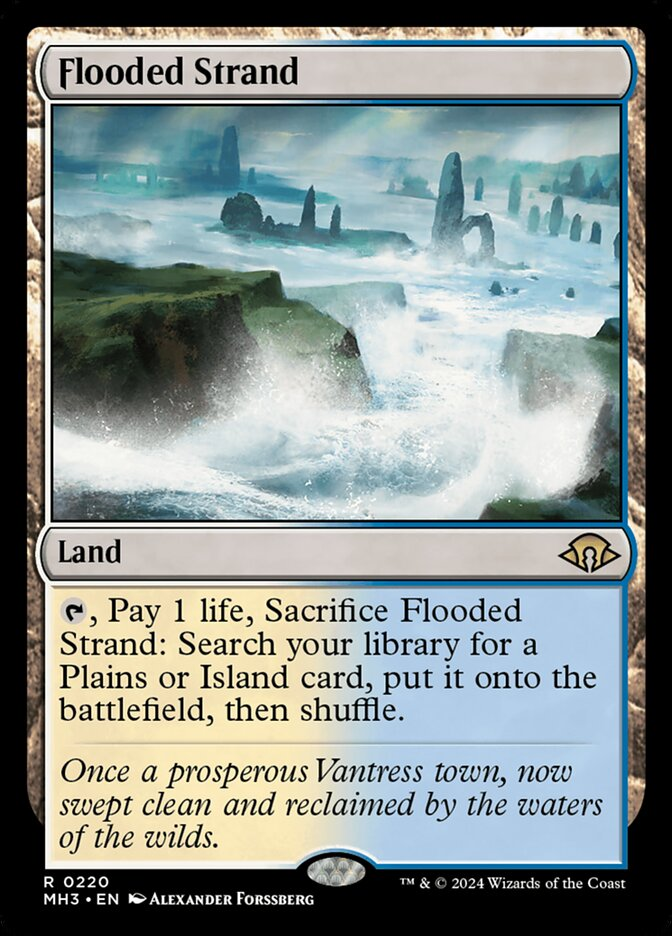 Flooded Strand
Land
, Pay 1 life, Sacrifice Flooded
Strand: Search your library for a
Plains or Island card, put it onto the
battlefield, then shuffle.
Once a prosperous Vantress town, now
swept clean and reclaimed by the waters
of the wilds.
R 0220
MH3 • EN Alexander Forssberg
™ & © 2024 Wizards of the Coast